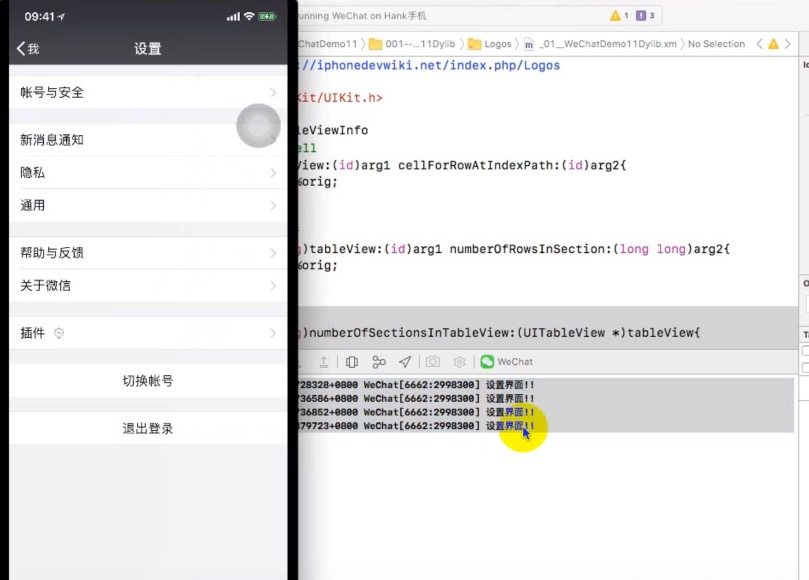 09:41
我
设置
帐号与安全
新消息通知
隐私
通用
帮助与反馈
关于微信
插件
切换帐号
退出登录
unning WeChat on Hank手机
1
3
ChatDemo11 〉 001--...11Dylib 〉 Logos 〉 m _01__WeChatDemo11Dylib.xm 〉 No Selection
://iphonedevwiki.net/index.php/Logos
Kit/UIKit.h>
leViewInfo
ell
View:(id)arg1 cellForRowAtIndexPath:(id)arg2{
%orig;
g)tableView:(id)arg1 numberOfRowsInSection:(long long)arg2{
%orig;
g)numberOfSectionsInTableView:(UITableView *)tableView{
WeChat
728328+0800 WeChat[6662:2998300] 设置界面!!
736586+0800 WeChat[6662:2998300] 设置界面!!
736852+0800 WeChat[6662:2998300] 设置界面!!
879723+0800 WeChat[6662:2998300] 设置界面!!